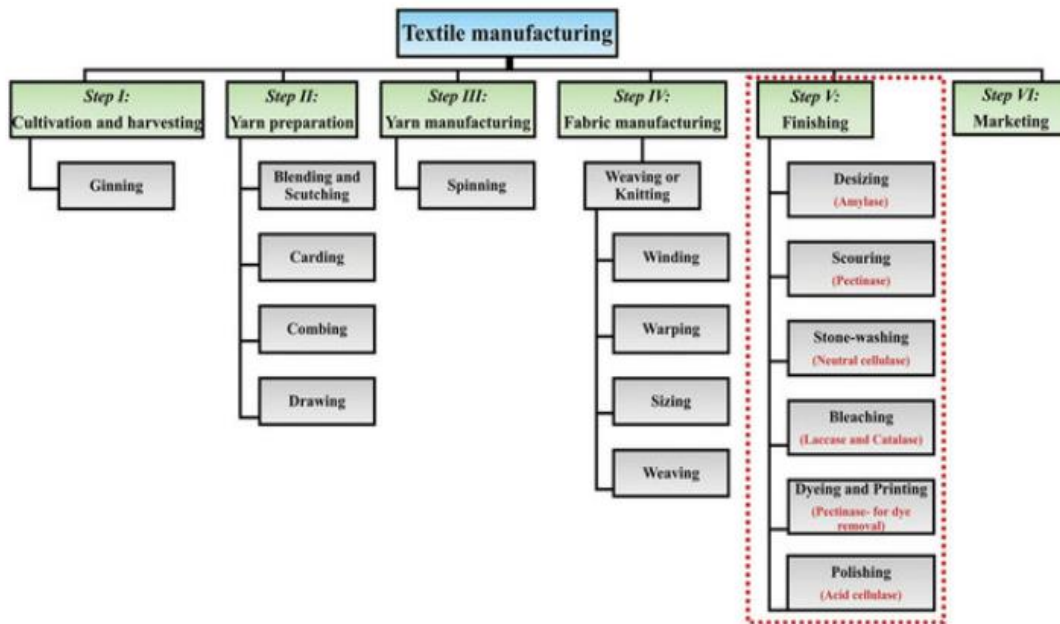 Textile manufacturing
Step I:
Cultivation and harvesting
Ginning
Step II:
Yarn preparation
Blending and
Scutching
Carding
Combing
Drawing
Step III:
Yarn manufacturing
Spinning
Step IV:
Fabric manufacturing
Weaving or
Knitting
Winding
Warping
Sizing
Weaving
Step V:
Finishing
Desizing
(Amylase)
Scouring
(Pectinase)
Stone-washing
(Neutral cellulase)
Bleaching
(Laccase and Catalase)
Dyeing and Printing
(Pectinase- for dye
removal)
Polishing
(Acid cellulase)
Step VI:
Marketing